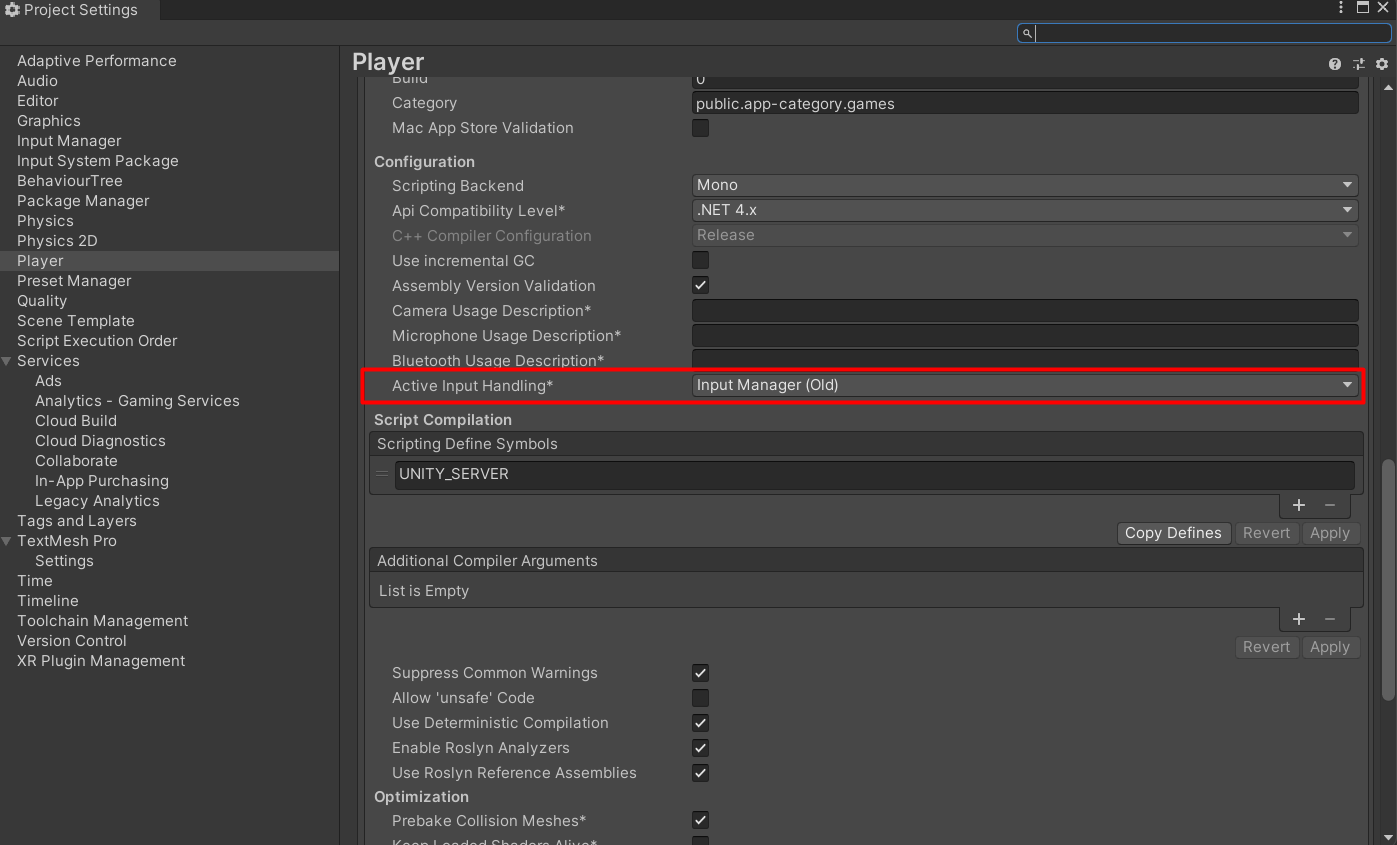 Project Settings
Adaptive Performance
Audio
Editor
Graphics
Input Manager
Input System Package
BehaviourTree
Package Manager
Physics
Physics 2D
Player
Preset Manager
Quality
Scene Template
Script Execution Order
Services
Ads
Analytics - Gaming Services
Cloud Build
Cloud Diagnostics
Collaborate
In-App Purchasing
Legacy Analytics
Tags and Layers
TextMesh Pro
Settings
Time
Timeline
Toolchain Management
Version Control
XR Plugin Management
Player
Build 0
Category public.app-category.games
Mac App Store Validation
Configuration
Scripting Backend Mono
Api Compatibility Level* .NET 4.x
C++ Compiler Configuration Release
Use incremental GC
Assembly Version Validation
Camera Usage Description*
Microphone Usage Description*
Bluetooth Usage Description*
Active Input Handling* Input Manager (Old)
Script Compilation
Scripting Define Symbols
UNITY_SERVER
+ −
Copy Defines Revert Apply
Additional Compiler Arguments
List is Empty
+ −
Revert Apply
Suppress Common Warnings
Allow 'unsafe' Code
Use Deterministic Compilation
Enable Roslyn Analyzers
Use Roslyn Reference Assemblies
Optimization
Prebake Collision Meshes*
Keep Loaded Shaders Alive*